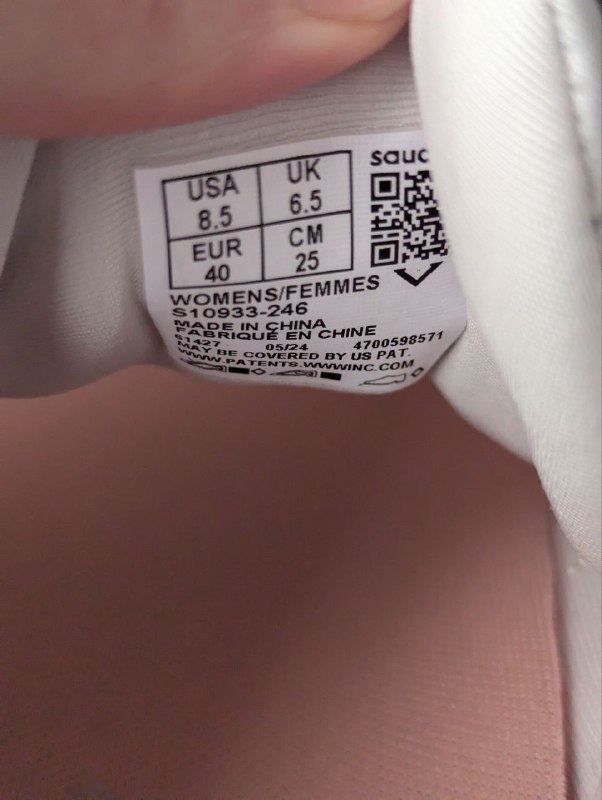 sauc
USA 8.5 UK 6.5
EUR 40 CM 25
WOMENS/FEMMES
S10933-246
MADE IN CHINA
FABRIQUÉ EN CHINE
61427 05/24 4700598571
MAY BE COVERED BY US PAT.
WWW.PATENTS.WWWINC.COM